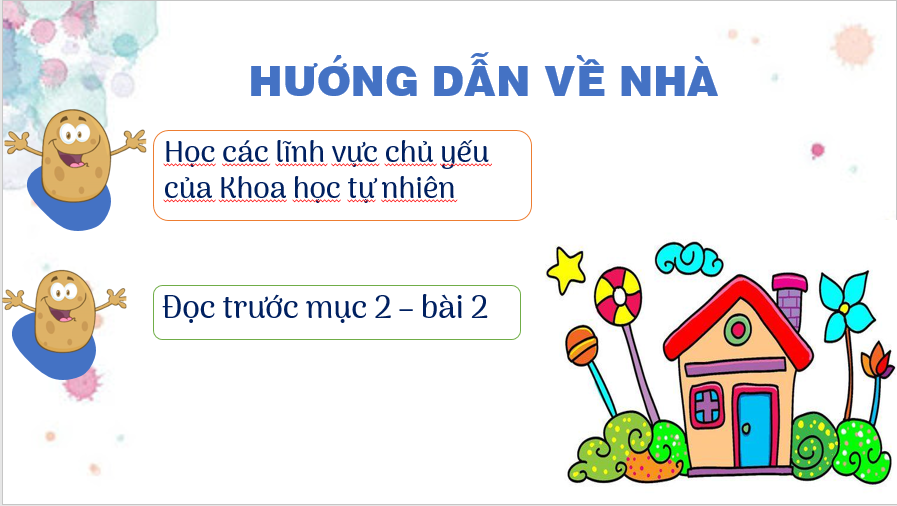 HƯỚNG DẪN VỀ NHÀ
Học các lĩnh vực chủ yếu
của Khoa học tự nhiên
Đọc trước mục 2 – bài 2